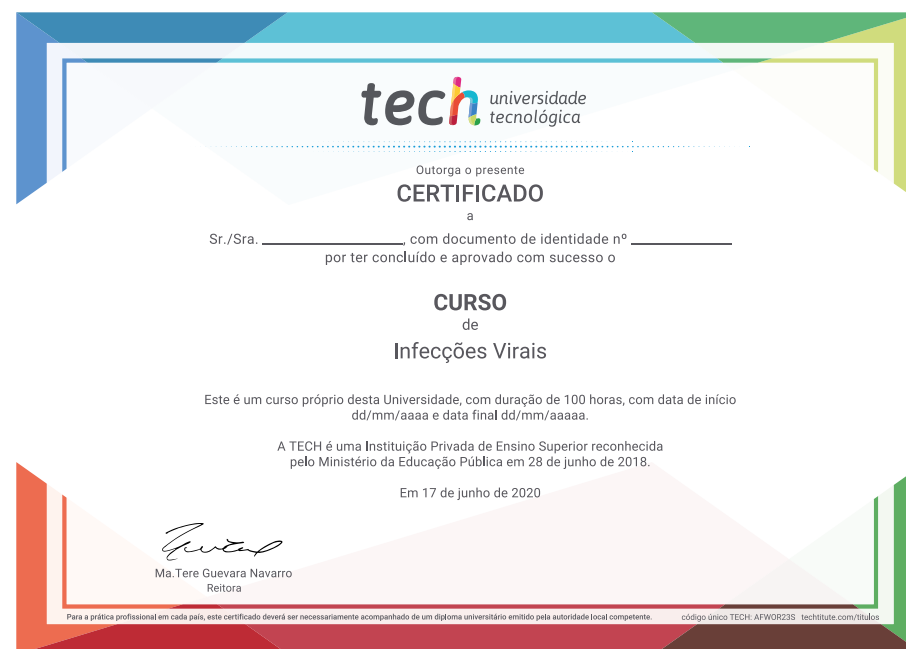 tech universidade
tecnológica
Outorga o presente
CERTIFICADO
a
Sr./Sra. ____________, com documento de identidade nº ____________
por ter concluído e aprovado com sucesso o
CURSO
de
Infecções Virais
Este é um curso próprio desta Universidade, com duração de 100 horas, com data de início
dd/mm/aaaa e data final dd/mm/aaaaa.
A TECH é uma Instituição Privada de Ensino Superior reconhecida
pelo Ministério da Educação Pública em 28 de junho de 2018.
Em 17 de junho de 2020
Ma.Tere Guevara Navarro
Reitora
Para a prática profissional em cada país, este certificado deverá ser necessariamente acompanhado de um diploma universitário emitido pela autoridade local competente. código único TECH: AFWOR23S techtitute.com/titulos